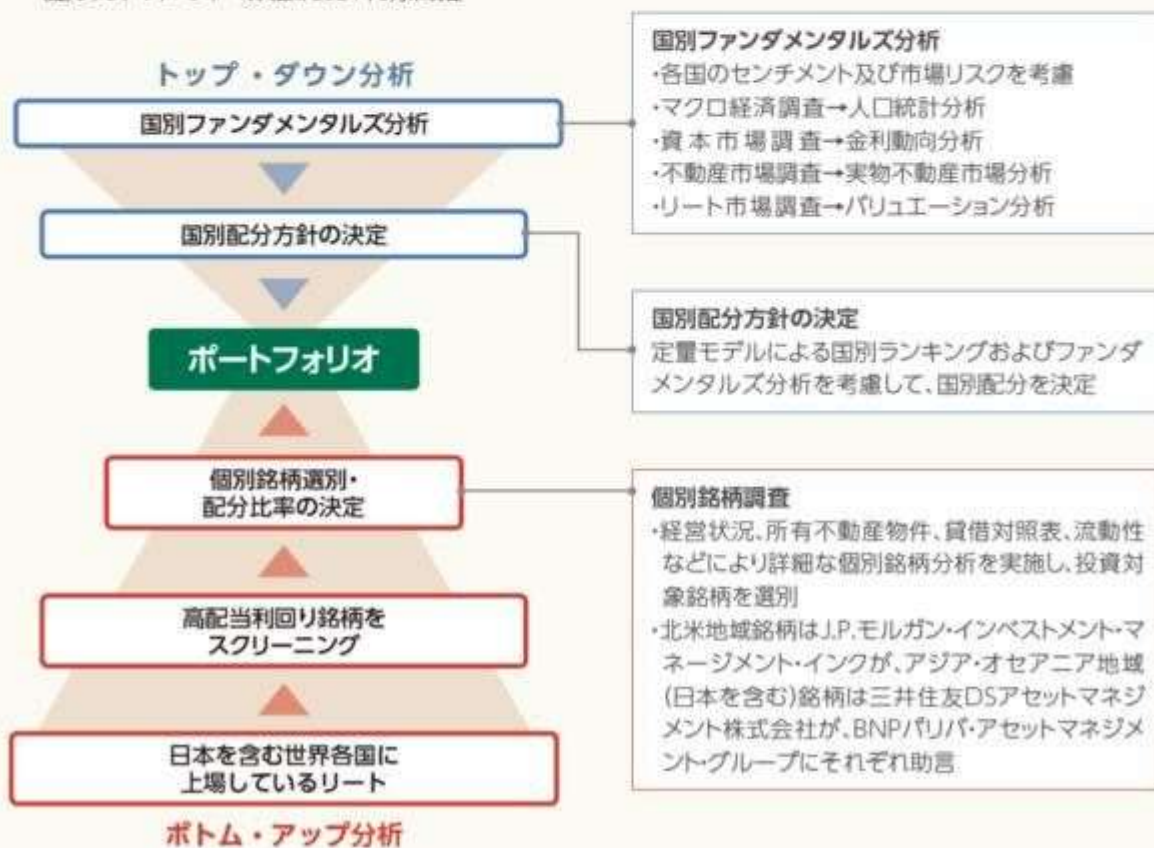 トップ・ダウン分析
国別ファンダメンタルズ分析
国別配分方針の決定
ポートフォリオ
個別銘柄選別・
配分比率の決定
高配当利回り銘柄を
スクリーニング
日本を含む世界各国に
上場しているリート
ボトム・アップ分析
国別ファンダメンタルズ分析
・各国のセンチメント及び市場リスクを考慮
・マクロ経済調査→人口統計分析
・資本市場調査→金利動向分析
・不動産市場調査→実物不動産市場分析
・リート市場調査→バリュエーション分析
国別配分方針の決定
定量モデルによる国別ランキングおよびファンダ
メンタルズ分析を考慮して、国別配分を決定
個別銘柄調査
・経営状況、所有不動産物件、貸借対照表、流動性
などにより詳細な個別銘柄分析を実施し、投資対
象銘柄を選別
・北米地域銘柄はJ.P.モルガン・インベストメント・マ
ネージメント・インクが、アジア・オセアニア地域
(日本を含む)銘柄は三井住友DSアセットマネジ
メント株式会社が、BNPパリバ・アセットマネジメ
ント・グループにそれぞれ助言